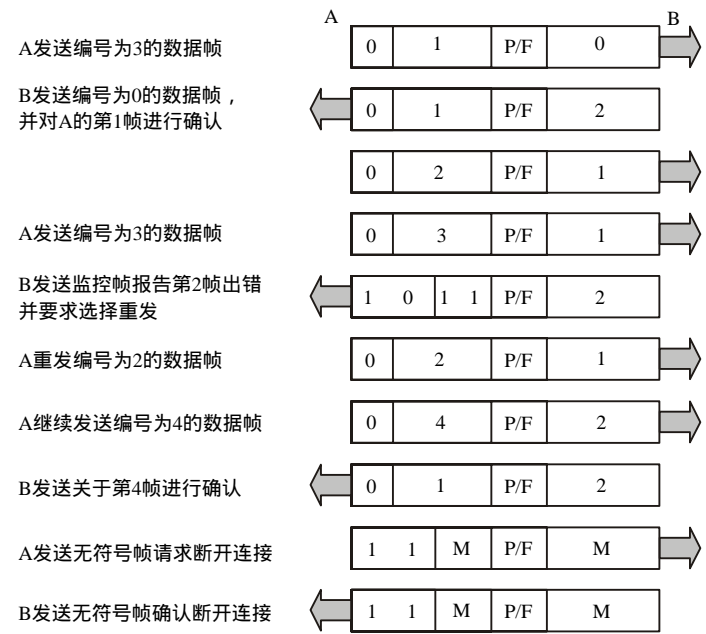 A B
A发送编号为3的数据帧 0 1 P/F 0
B发送编号为0的数据帧，
并对A的第1帧进行确认 0 1 P/F 2
0 2 P/F 1
A发送编号为3的数据帧 0 3 P/F 1
B发送监控帧报告第2帧出错
并要求选择重发 1 0 1 1 P/F 2
A重发编号为2的数据帧 0 2 P/F 1
A继续发送编号为4的数据帧 0 4 P/F 2
B发送关于第4帧进行确认 0 1 P/F 2
A发送无符号帧请求断开连接 1 1 M P/F M
B发送无符号帧确认断开连接 1 1 M P/F M